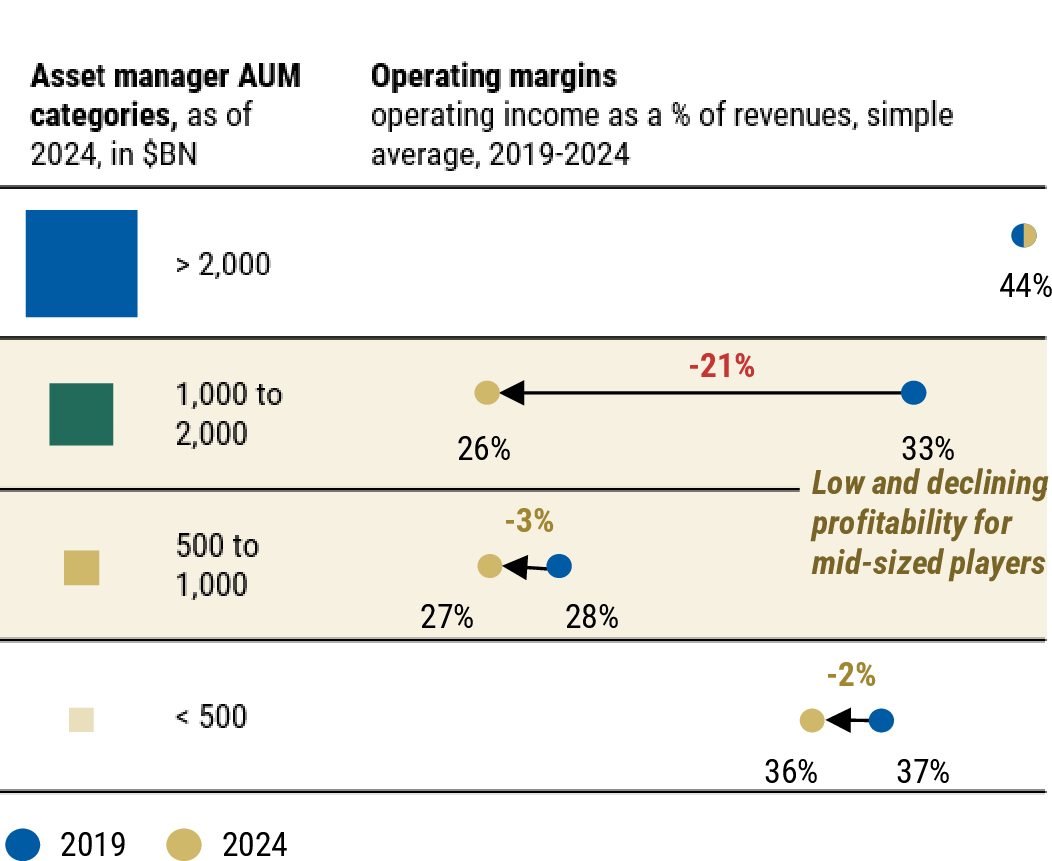 Asset manager AUM
categories, as of
2024, in $BN
Operating margins
operating income as a % of revenues, simple
average, 2019-2024
> 2,000
44%
1,000 to
2,000
-21%
26%
33%
Low and declining
profitability for
mid-sized players
500 to
1,000
-3%
27%
28%
< 500
-2%
36%
37%
2019
2024